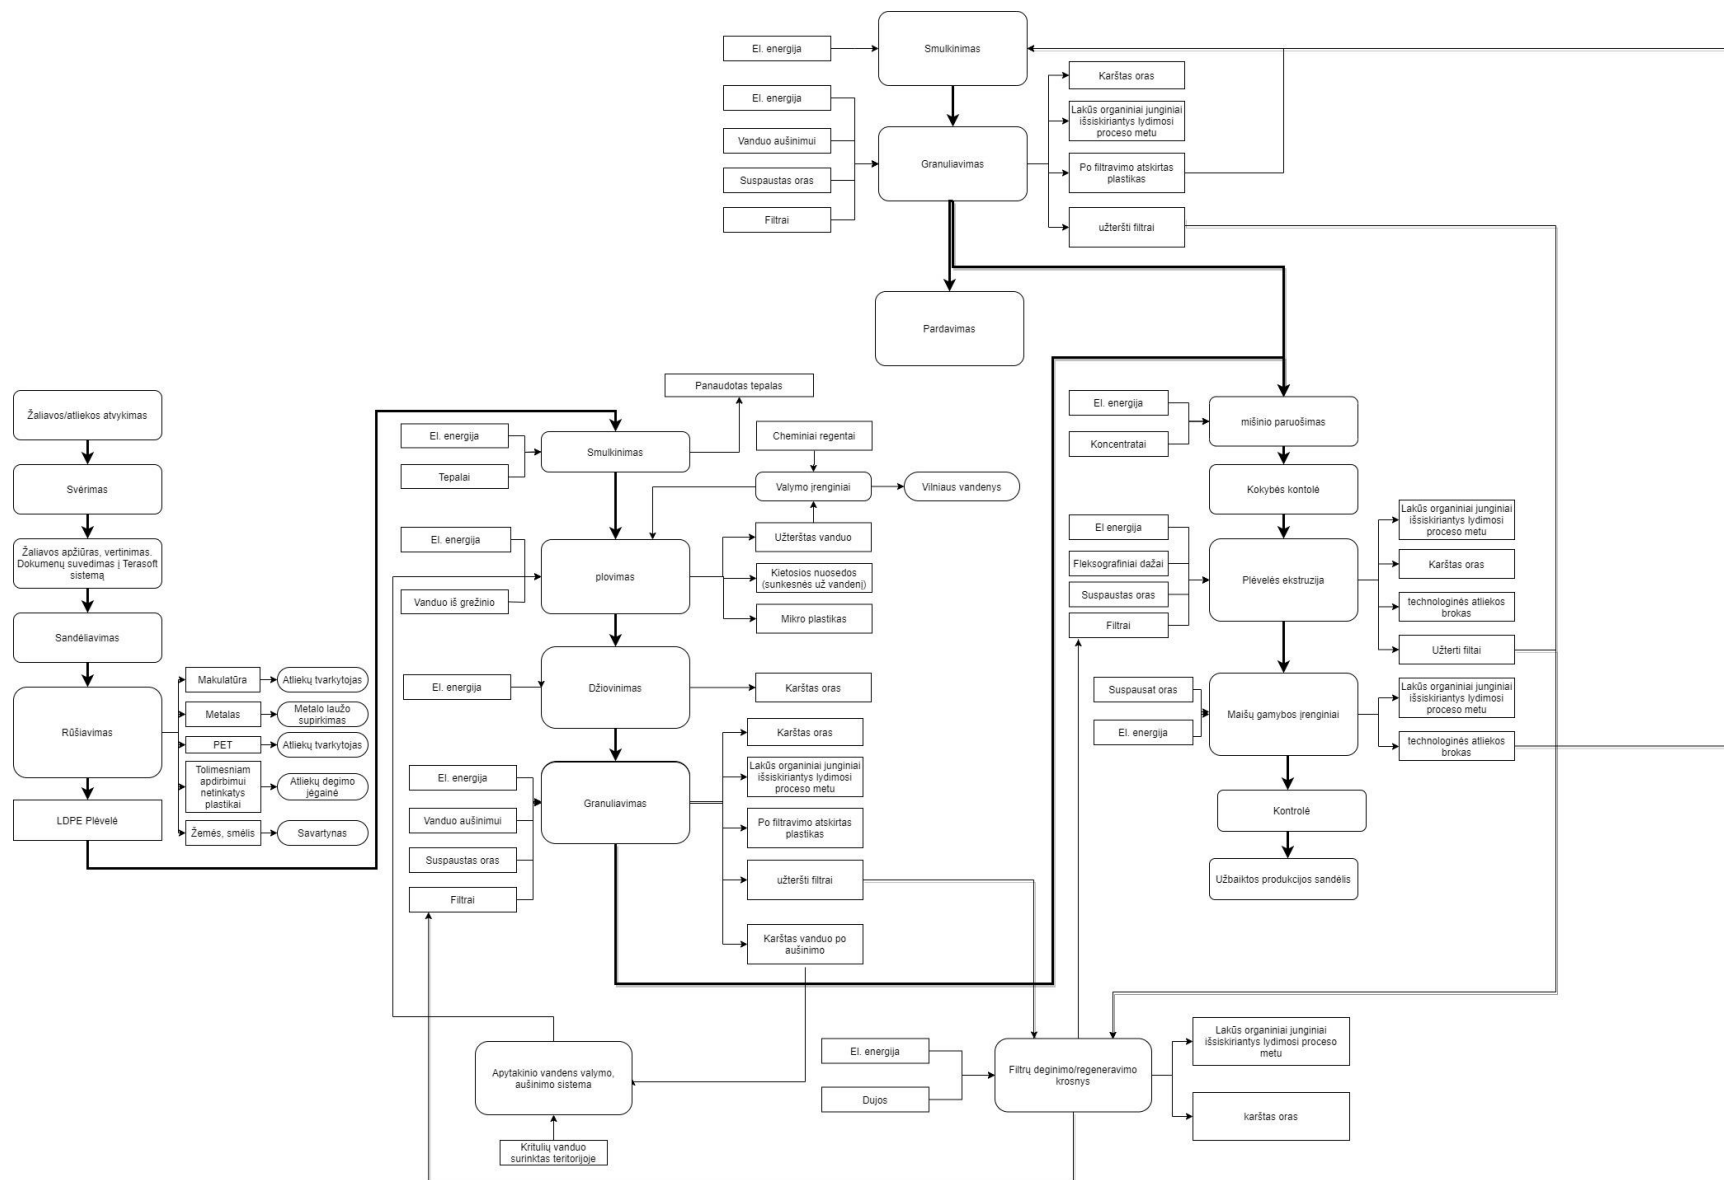 El. energija
Smulkinimas
El. energija
Vanduo aušinimui
Suspaustas oras
Filtrai
Granuliavimas
Karštas oras
Lakūs organiniai junginiai
išsiskiriantys lydimosi
proceso metu
Po filtravimo atskirtas
plastikas
užteršti filtrai
Pardavimas
Žaliavos/atliekos atvykimas
Svėrimas
Žaliavos apžiūras, vertinimas.
Dokumenų suvedimas į Terasoft
sistemą
Sandėliavimas
Rūšiavimas
LDPE Plėvelė
Makulatūra
Atliekų tvarkytojas
Metalas
Metalo laužo
supirkimas
PET
Atliekų tvarkytojas
Tolimesniam
apdirbimui
netinkatys
plastikai
Atliekų degimo
jėgainė
Žemės, smėlis
Savartynas
Panaudotas tepalas
El. energija
Tepalai
Smulkinimas
Cheminiai regentai
Valymo įrenginiai
Vilniaus vandenys
El. energija
Vanduo iš grežinio
plovimas
Užterštas vanduo
Kietosios nuosedos
(sunkesnės už vandenį)
Mikro plastikas
El. energija
Džiovinimas
Karštas oras
El. energija
Vanduo aušinimui
Suspaustas oras
Filtrai
Granuliavimas
Karštas oras
Lakūs organiniai junginiai
išsiskiriantys lydimosi
proceso metu
Po filtravimo atskirtas
plastikas
užteršti filtrai
Karštas vanduo po
aušinimo
Apytakinio vandens valymo,
aušinimo sistema
Kritulių vanduo
surinktas teritorijoje
El. energija
Koncentratai
mišinio paruošimas
Kokybės kontolė
El energija
Fleksografiniai dažai
Suspaustas oras
Filtrai
Plėvelės ekstruzija
Lakūs organiniai junginiai
išsiskiriantys lydimosi
proceso metu
Karštas oras
technologinės atliekos
brokas
Užterti filtai
Suspausat oras
El. energija
Maišų gamybos įrenginiai
Lakūs organiniai junginiai
išsiskiriantys lydimosi
proceso metu
technologinės atliekos
brokas
Kontrolė
Užbaiktos produkcijos sandėlis
El. energija
Dujos
Filtrų deginimo/regeneravimo
krosnys
Lakūs organiniai junginiai
išsiskiriantys lydimosi proceso
metu
karštas oras